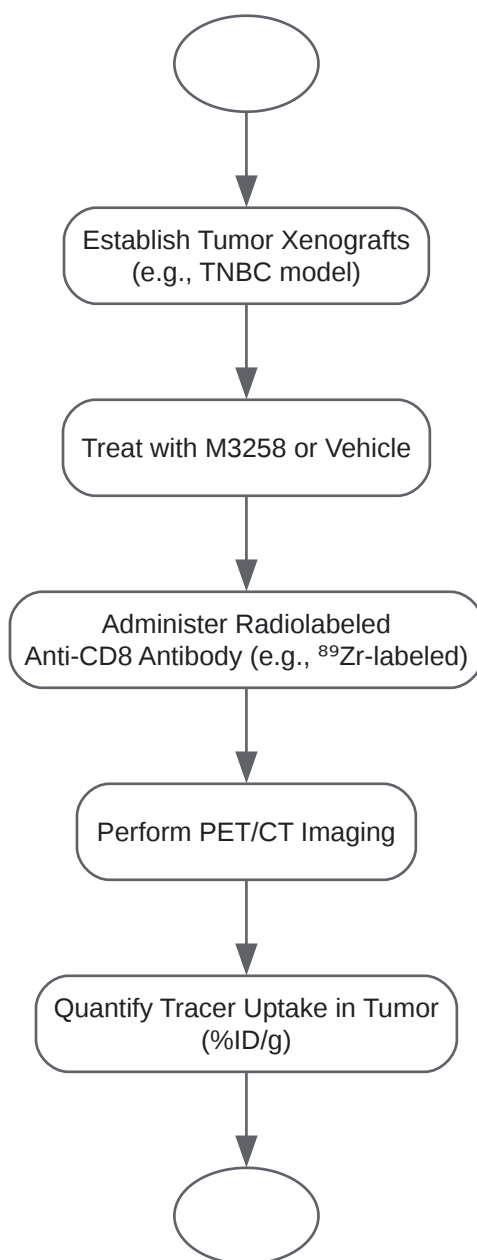 Establish Tumor Xenografts
(e.g., TNBC model)
Treat with M3258 or Vehicle
Administer Radiolabeled
Anti-CD8 Antibody (e.g., ⁸⁹Zr-labeled)
Perform PET/CT Imaging
Quantify Tracer Uptake in Tumor
(%ID/g)